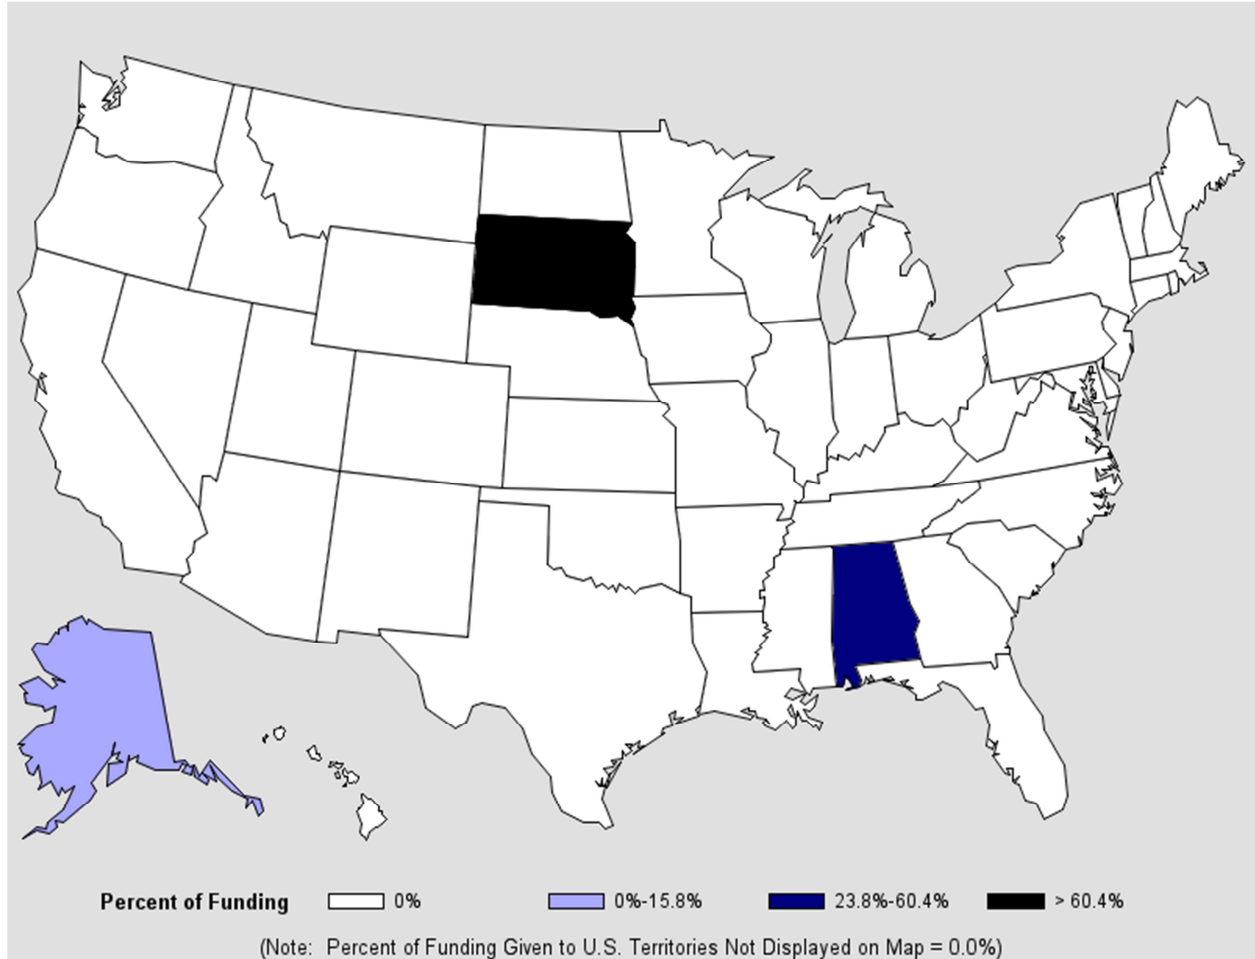 Percent of Funding 0% 0%-15.8% 23.8%-60.4% > 60.4%
(Note: Percent of Funding Given to U.S. Territories Not Displayed on Map = 0.0%)